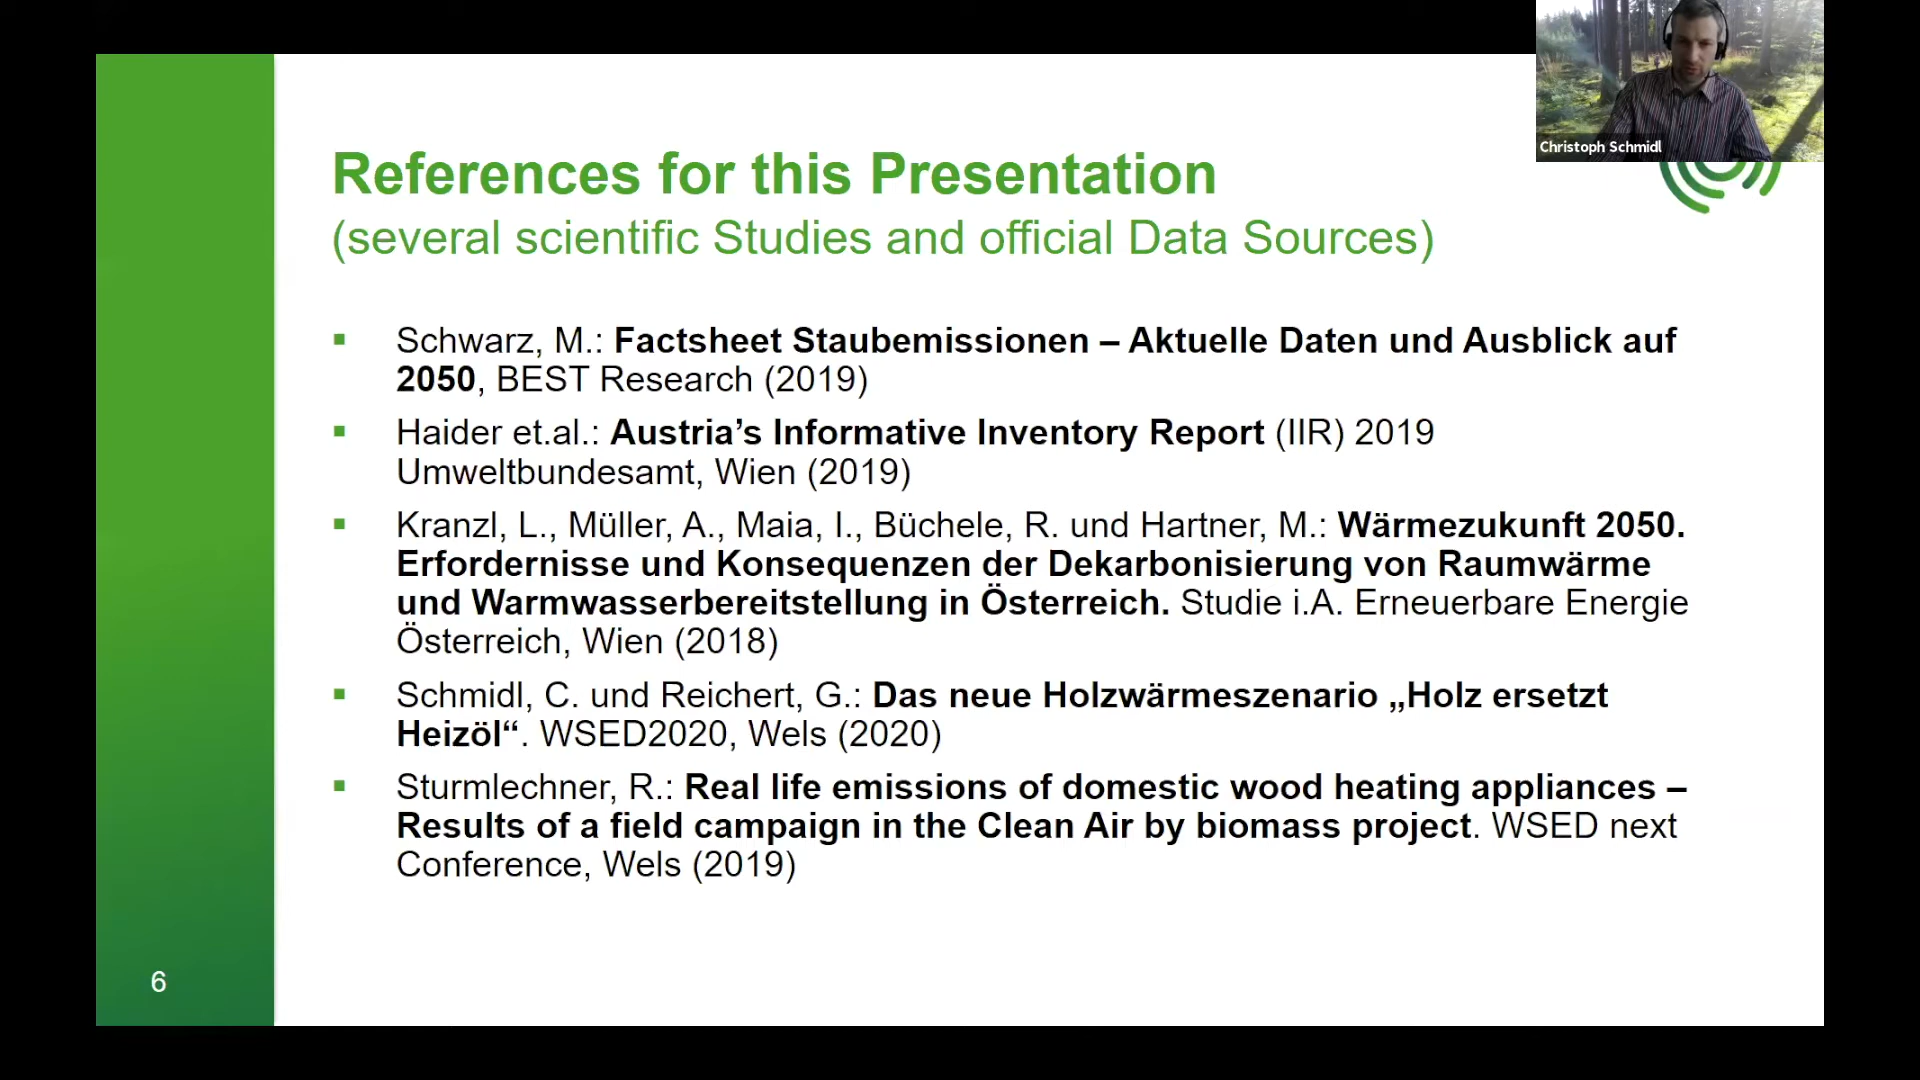 Christoph Schmidl
References for this Presentation
(several scientific Studies and official Data Sources)
▪ Schwarz, M.: Factsheet Staubemissionen – Aktuelle Daten und Ausblick auf
2050, BEST Research (2019)
▪ Haider et.al.: Austria’s Informative Inventory Report (IIR) 2019
Umweltbundesamt, Wien (2019)
▪ Kranzl, L., Müller, A., Maia, I., Büchele, R. und Hartner, M.: Wärmezukunft 2050.
Erfordernisse und Konsequenzen der Dekarbonisierung von Raumwärme
und Warmwasserbereitstellung in Österreich. Studie i.A. Erneuerbare Energie
Österreich, Wien (2018)
▪ Schmidl, C. und Reichert, G.: Das neue Holzwärmeszenario „Holz ersetzt
Heizöl“. WSED2020, Wels (2020)
▪ Sturmlechner, R.: Real life emissions of domestic wood heating appliances –
Results of a field campaign in the Clean Air by biomass project. WSED next
Conference, Wels (2019)
6